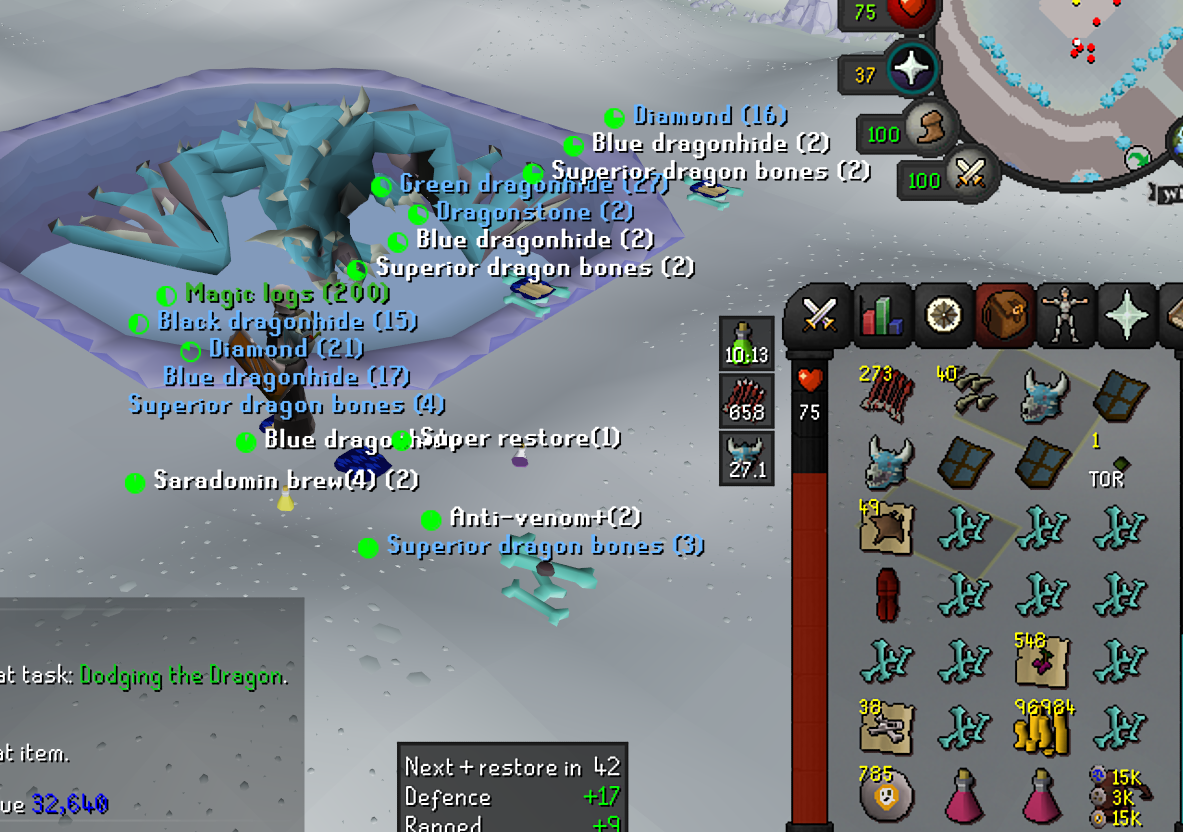 75
37
100
100
Diamond (16)
Blue dragonhide (2)
Superior dragon bones (2)
Green dragonhide (27)
Dragonstone (2)
Blue dragonhide (2)
Superior dragon bones (2)
Magic logs (200)
Black dragonhide (15)
Diamond (21)
Blue dragonhide (17)
Superior dragon bones (4)
Super restore(1)
Saradomin brew(4) (2)
Anti-venom+(2)
Superior dragon bones (3)
10:13
658
27.1
75
273
40
1
TOR
49
548
38
96984
785
15K
3K
15K
at task: Dodging the Dragon.
at item.
ue 32,640
Next + restore in 42
Defence +17
Ranged +9